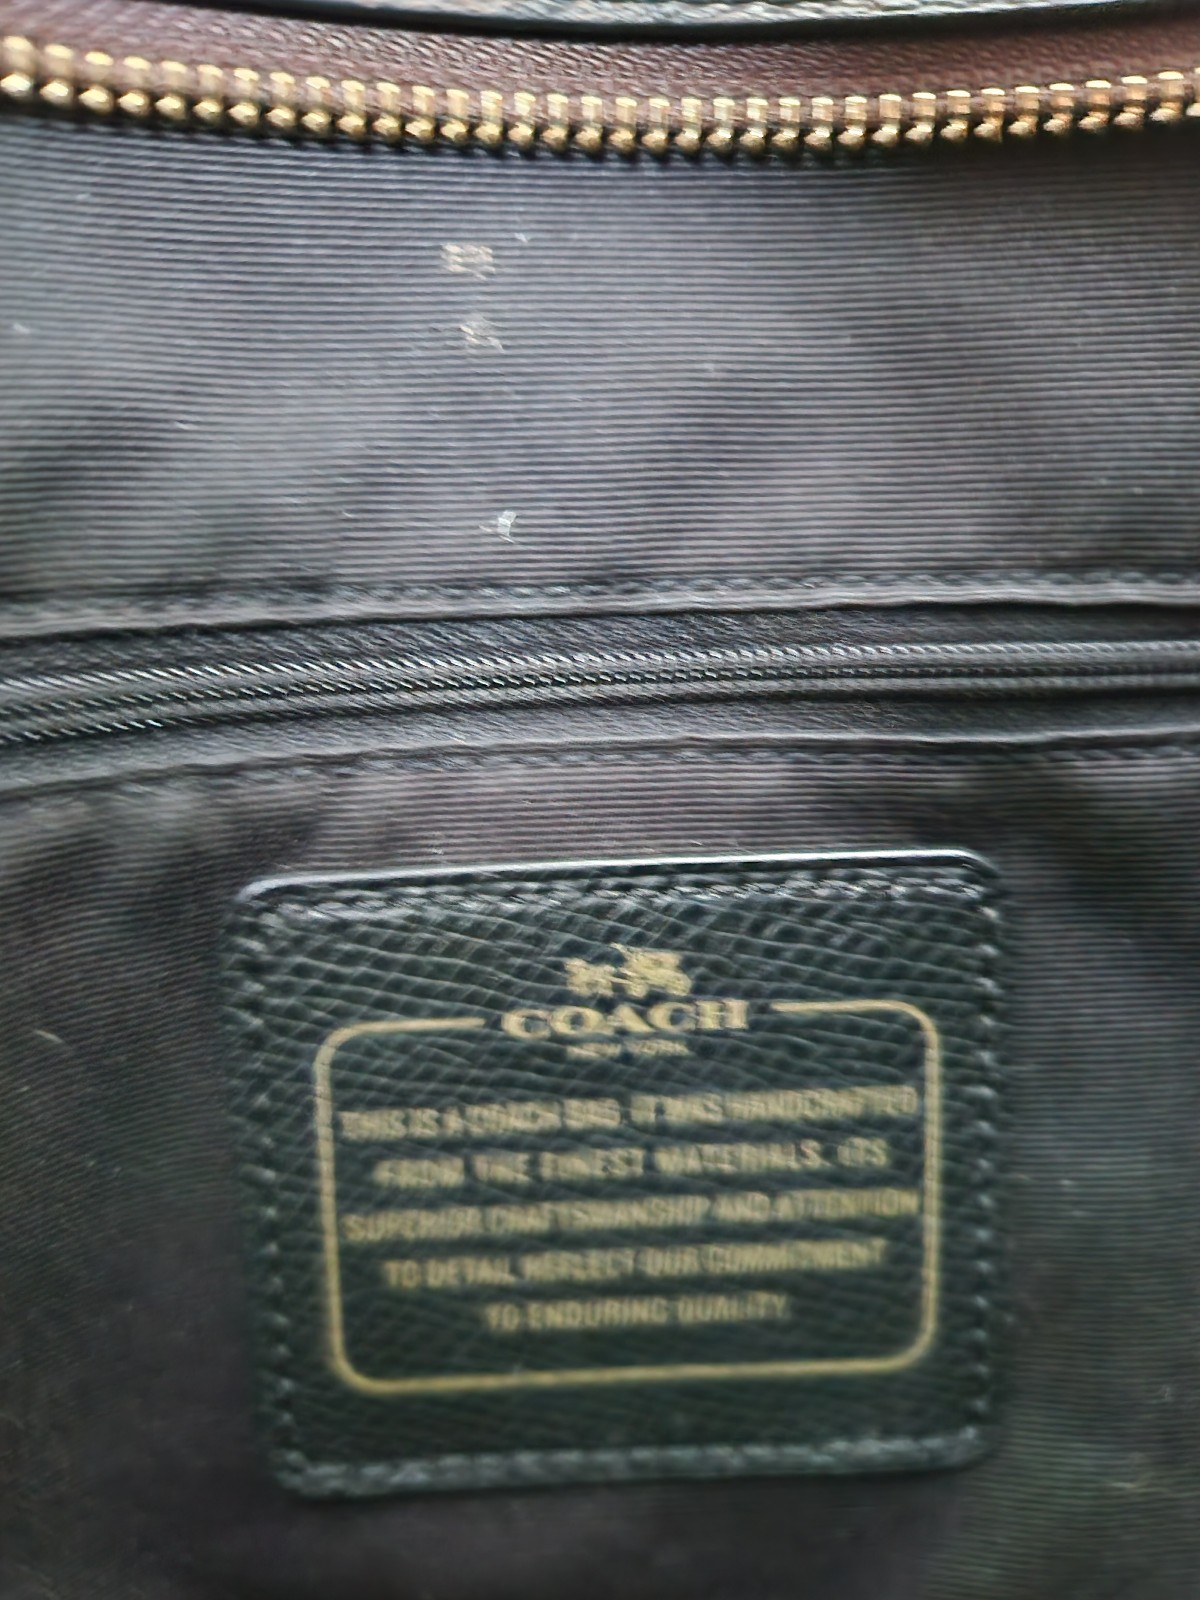 COACH
NEW YORK
THIS IS A COACH BAG. IT WAS HANDCRAFTED
FROM THE FINEST MATERIALS. ITS
SUPERIOR CRAFTSMANSHIP AND ATTENTION
TO DETAIL REFLECT OUR COMMITMENT
TO ENDURING QUALITY.